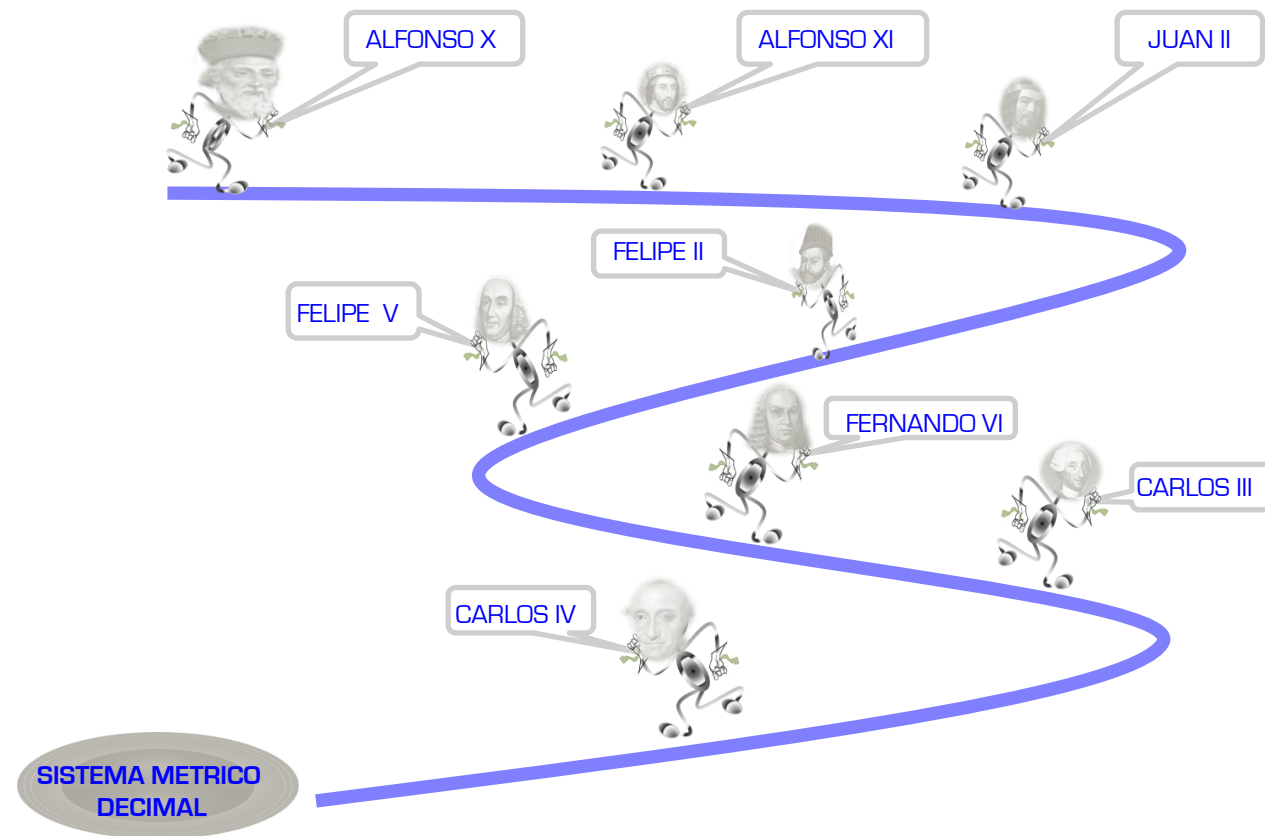 ALFONSO X
ALFONSO XI
JUAN II
FELIPE II
FELIPE V
FERNANDO VI
CARLOS III
CARLOS IV
SISTEMA METRICO
DECIMAL